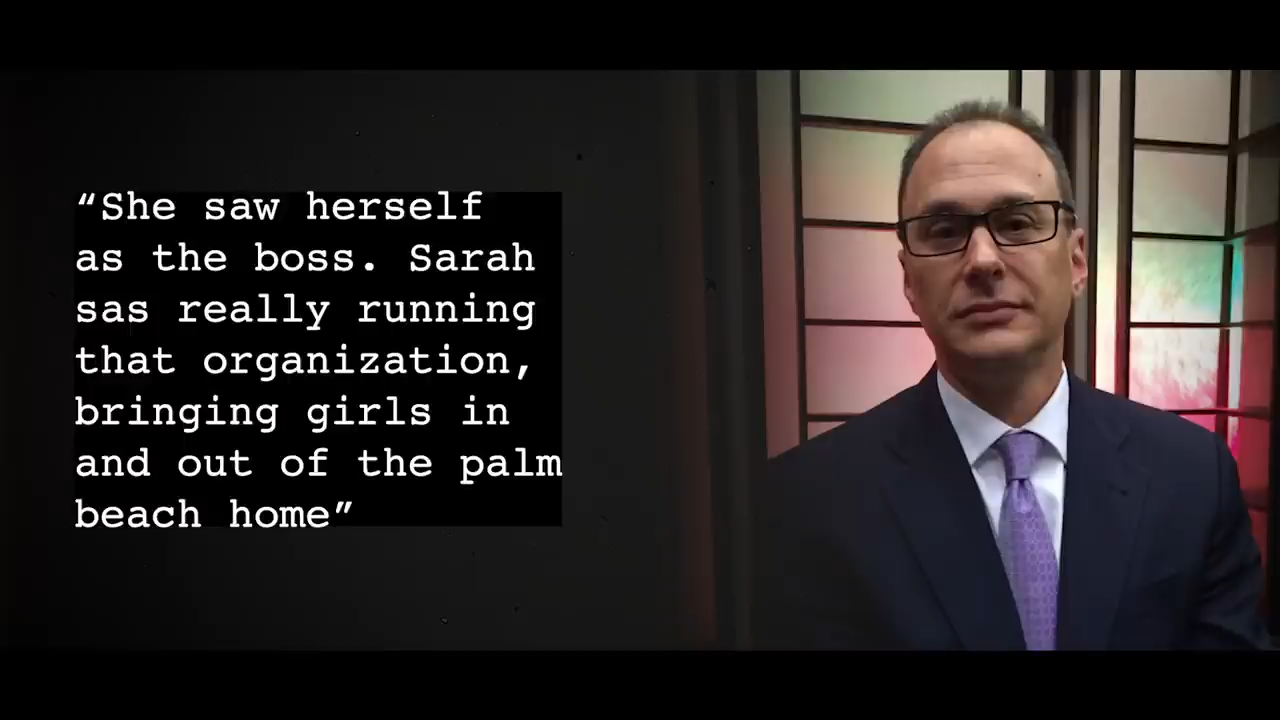 “She saw herself
as the boss. Sarah
sas really running
that organization,
bringing girls in
and out of the palm
beach home”